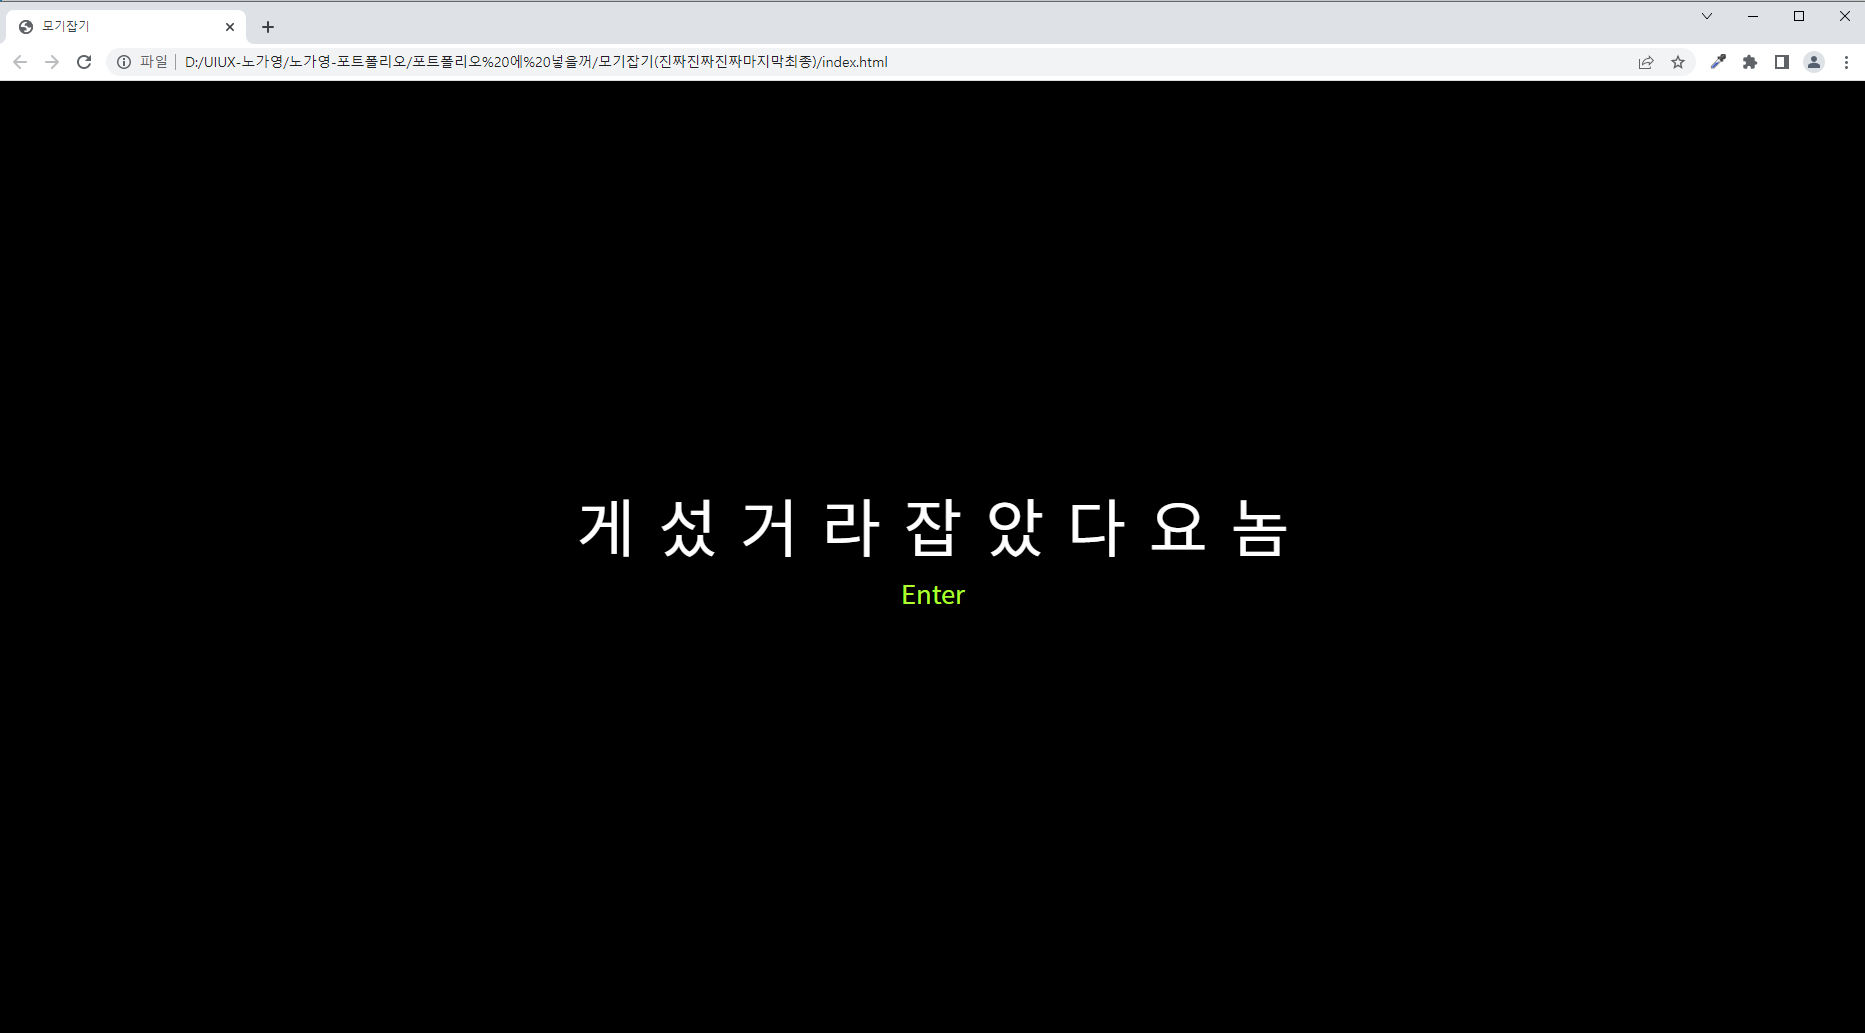 모기잡기
파일
D:/UIUX-노가영/노가영-포트폴리오/포트폴리오%20에%20넣을꺼/모기잡기(진짜진짜진짜마지막최종)/index.html
게 섰 거 라 잡 았 다 요 놈
Enter